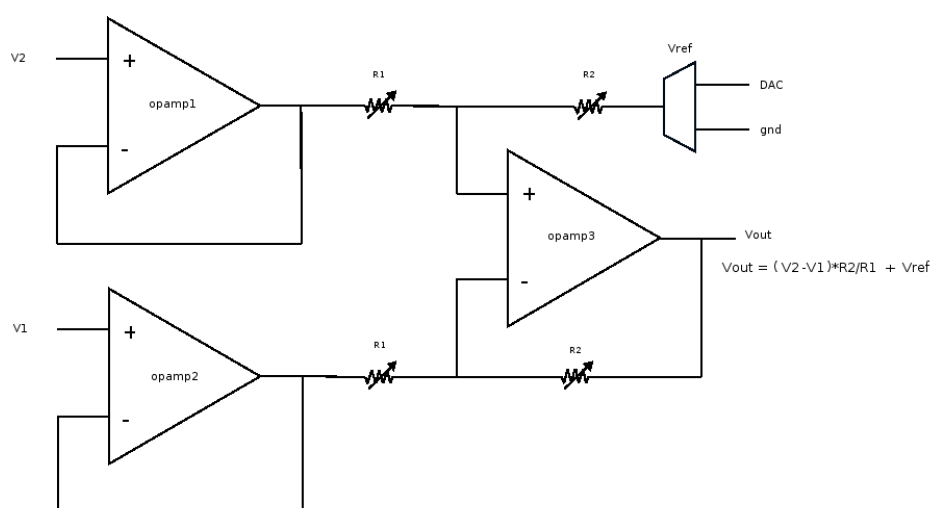 V2
+
opamp1
-
R1
R2
Vref
DAC
gnd
+
opamp3
-
Vout
Vout = (V2-V1)*R2/R1 + Vref
V1
+
opamp2
-
R1
R2